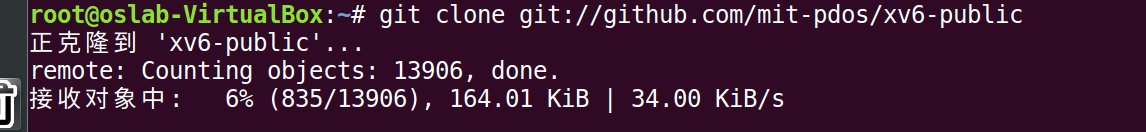 root@oslab-VirtualBox:~# git clone git://github.com/mit-pdos/xv6-public
正克隆到 'xv6-public'...
remote: Counting objects: 13906, done.
接收对象中:   6% (835/13906), 164.01 KiB | 34.00 KiB/s